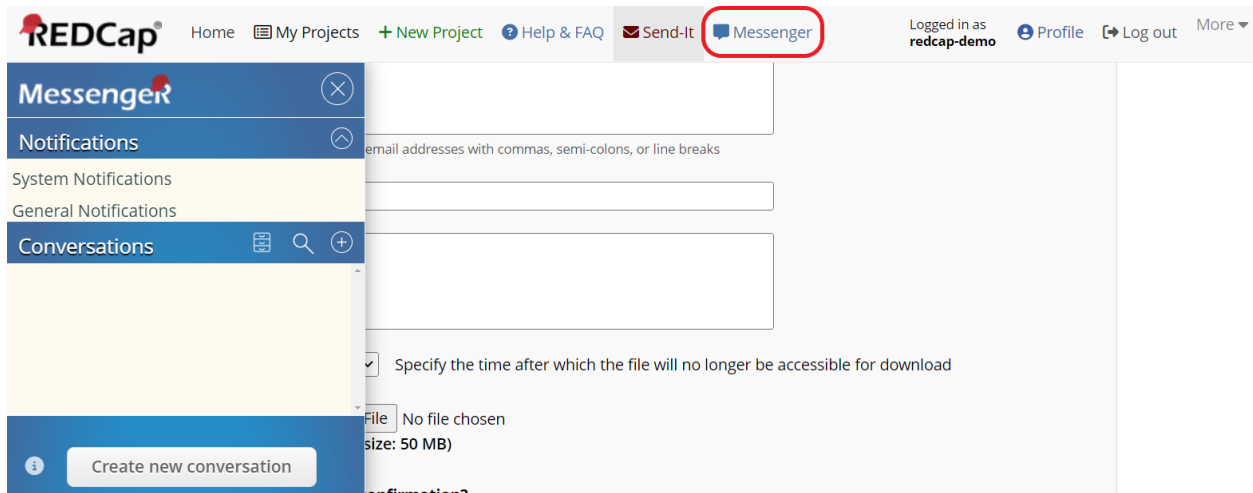 REDCap® Home My Projects + New Project Help & FAQ Send-It Messenger Logged in as redcap-demo Profile Log out More
MessengeR
Notifications
System Notifications
General Notifications
Conversations
Create new conversation
email addresses with commas, semi-colons, or line breaks
Specify the time after which the file will no longer be accessible for download
File No file chosen
size: 50 MB)